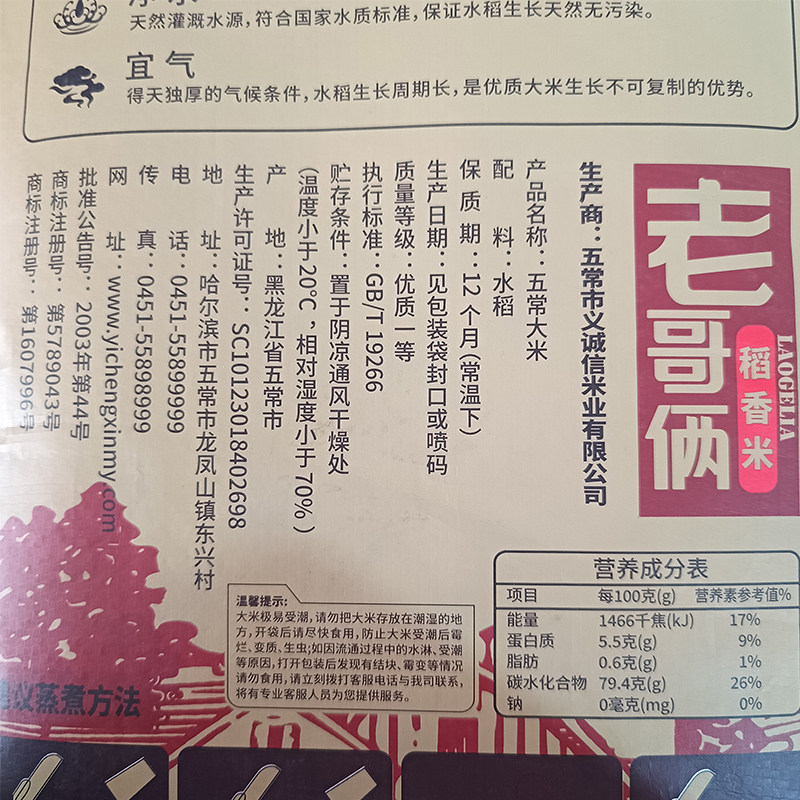 天然灌溉水源，符合国家水质标准，保证水稻生长天然无污染。
宜气
得天独厚的气候条件，水稻生长周期长，是优质大米生长不可复制的优势。
老哥俩
LAOGELIA
稻香米
生产商：五常市义诚信米业有限公司
产品名称：五常大米
配 料：水稻
保 质 期：12 个月(常温下)
生产日期：见包装袋封口或喷码
质量等级：优质一等
执行标准：GB/T 19266
贮存条件：置于阴凉通风干燥处
(温度小于20℃，相对湿度小于70%)
产 地：黑龙江省五常市
生产许可证号：SC10123018402698
地 址：哈尔滨市五常市龙凤山镇东兴村
电 话：0451-55899999
传 真：0451-55898999
网 址：www.yichengxinmy.com
批准公告号：2003年第44号
商标注册号：第5789043号
商标注册号：第1607996号
温馨提示:
大米极易受潮,请勿把大米存放在潮湿的地
方,开袋后请尽快食用,防止大米受潮后霉
烂、变质、生虫;如因流通过程中的水淋、受潮
等原因,打开包装后发现有结块、霉变等情况
请勿食用,请立刻拨打客服电话与我司联系,
将有专业客服人员为您提供服务。
营养成分表
项目 每100克(g) 营养素参考值%
能量 1466千焦(kJ) 17%
蛋白质 5.5克(g) 9%
脂肪 0.6克(g) 1%
碳水化合物 79.4克(g) 26%
钠 0毫克(mg) 0%
议蒸煮方法